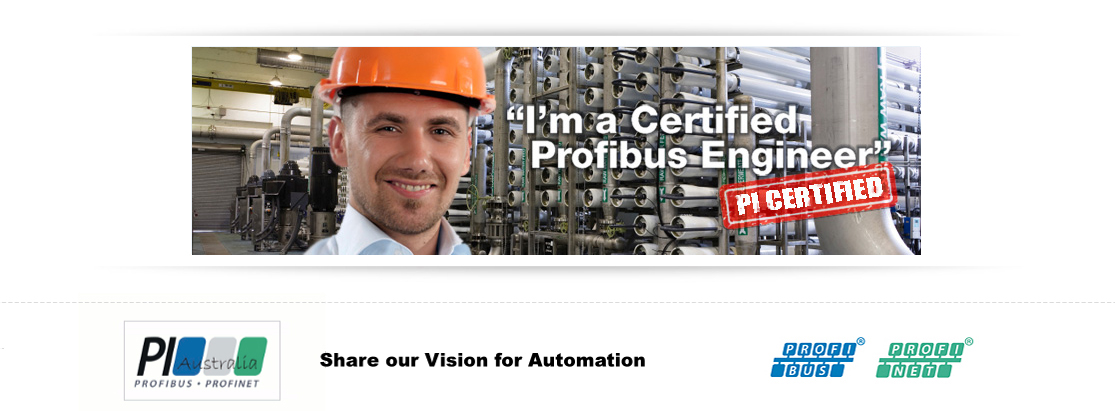 “I’m a Certified
Profibus Engineer”
PI CERTIFIED
PI Australia
PROFIBUS • PROFINET
Share our Vision for Automation
PROFI®
BUS
PROFI®
NET